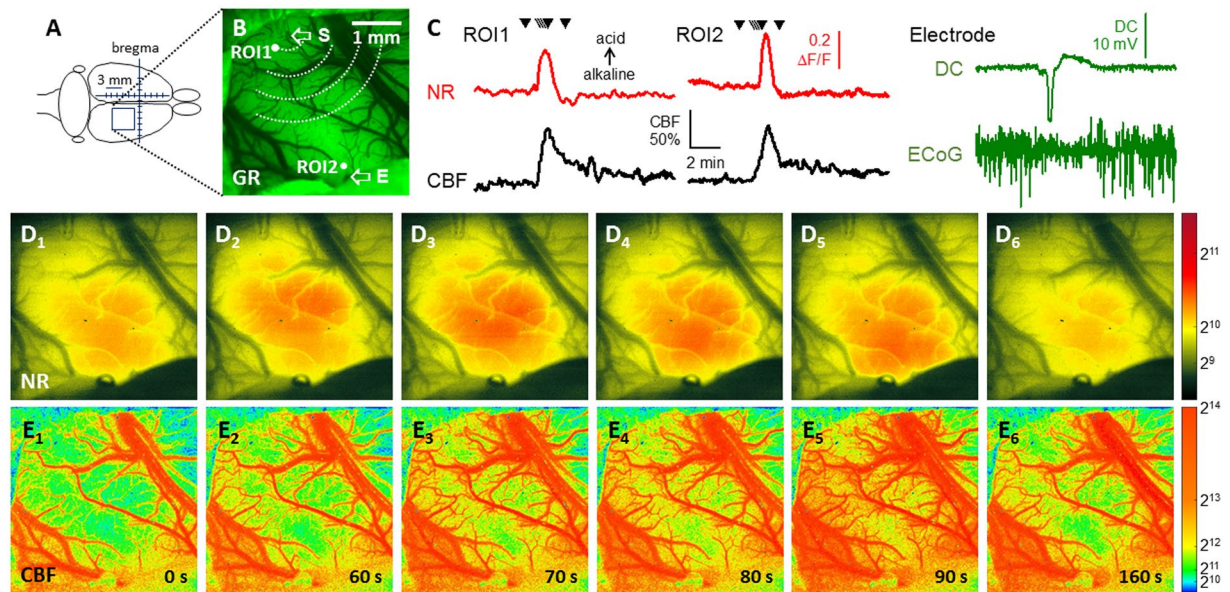 A
bregma
3 mm
B
ROI1
S
1 mm
ROI2
E
GR
C
ROI1
acid
alkaline
ROI2
0.2
ΔF/F
NR
CBF
50%
2 min
CBF
Electrode
DC
10 mV
DC
ECoG
D1
D2
D3
D4
D5
D6
NR
2^11
2^10
2^9
E1
E2
E3
E4
E5
E6
CBF
0 s
60 s
70 s
80 s
90 s
160 s
2^14
2^13
2^12
2^11
2^10